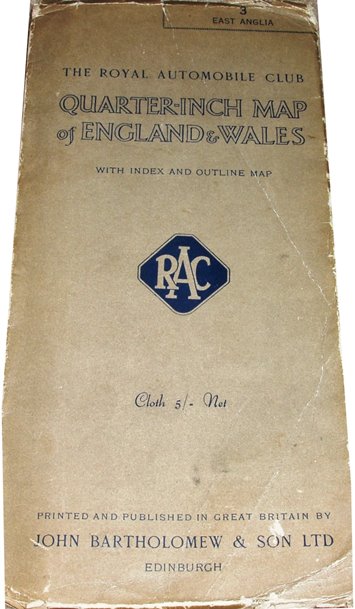 3
EAST ANGLIA
THE ROYAL AUTOMOBILE CLUB
QUARTER-INCH MAP
of ENGLAND & WALES
WITH INDEX AND OUTLINE MAP
RAC
Cloth 5/- Net
PRINTED AND PUBLISHED IN GREAT BRITAIN BY
JOHN BARTHOLOMEW & SON LTD
EDINBURGH